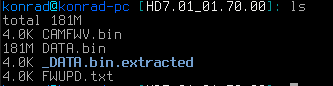 konrad@konrad-pc [HD7.01_01.70.00]: ls
total 181M
4.0K CAMFWV.bin
181M DATA.bin
4.0K _DATA.bin.extracted
4.0K FWUPD.txt